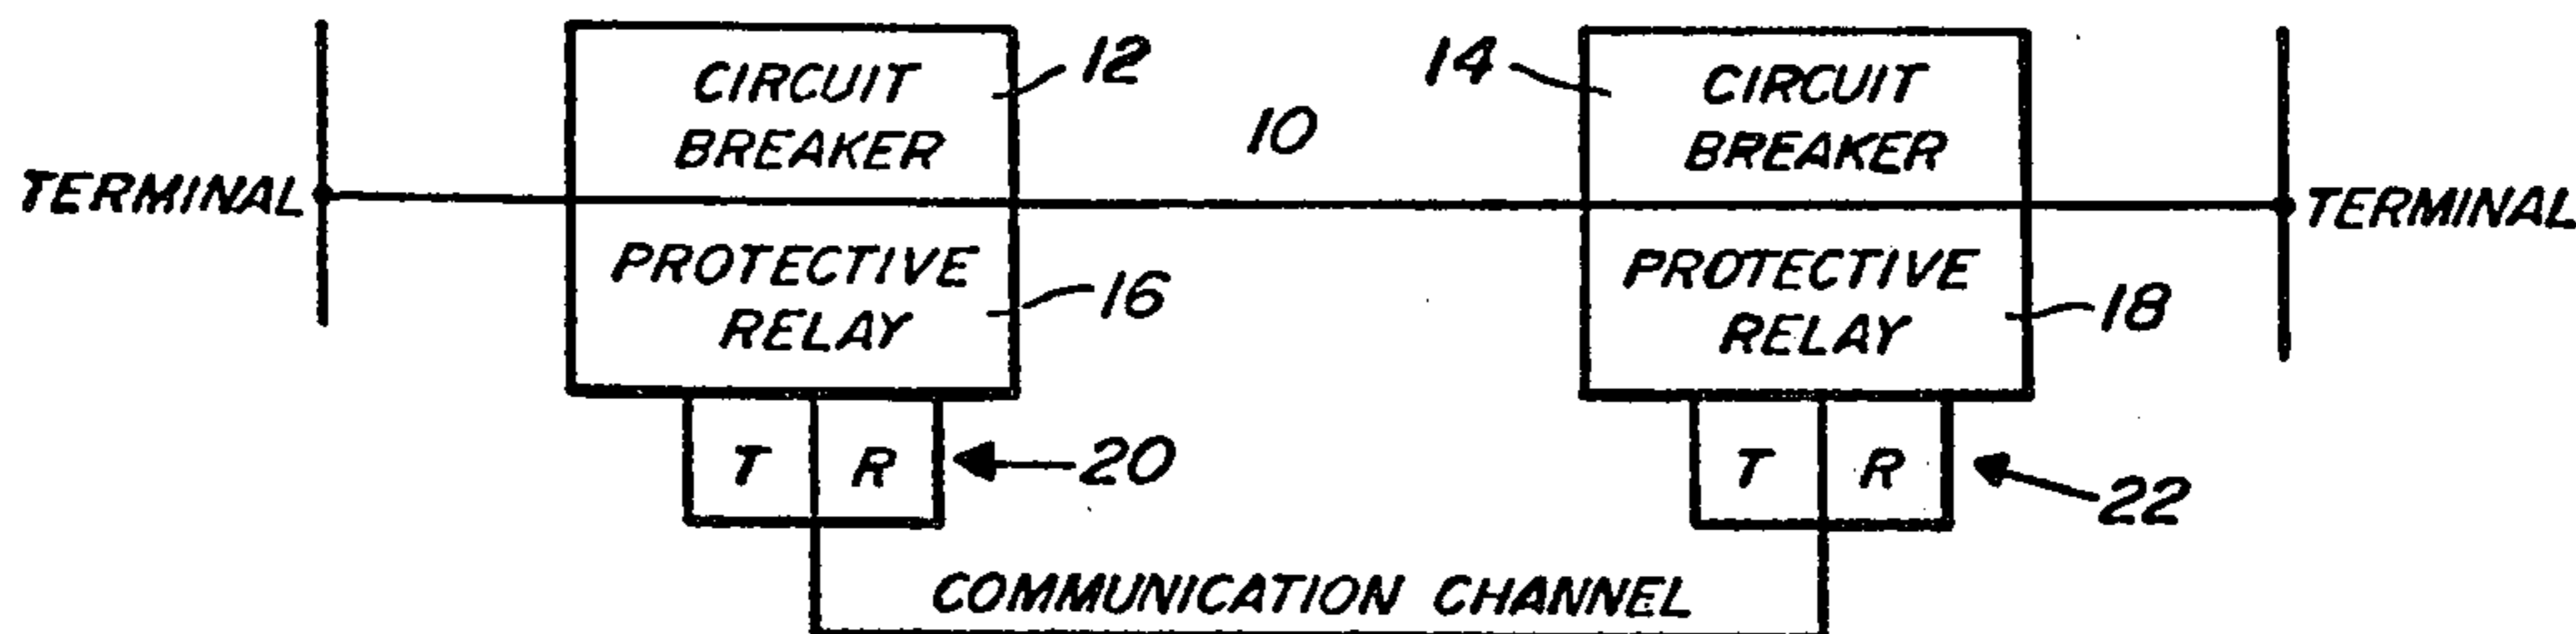 CIRCUIT
BREAKER
12
10
14
CIRCUIT
BREAKER
TERMINAL
TERMINAL
PROTECTIVE
RELAY
16
PROTECTIVE
RELAY
18
T R
20
T R
22
COMMUNICATION CHANNEL